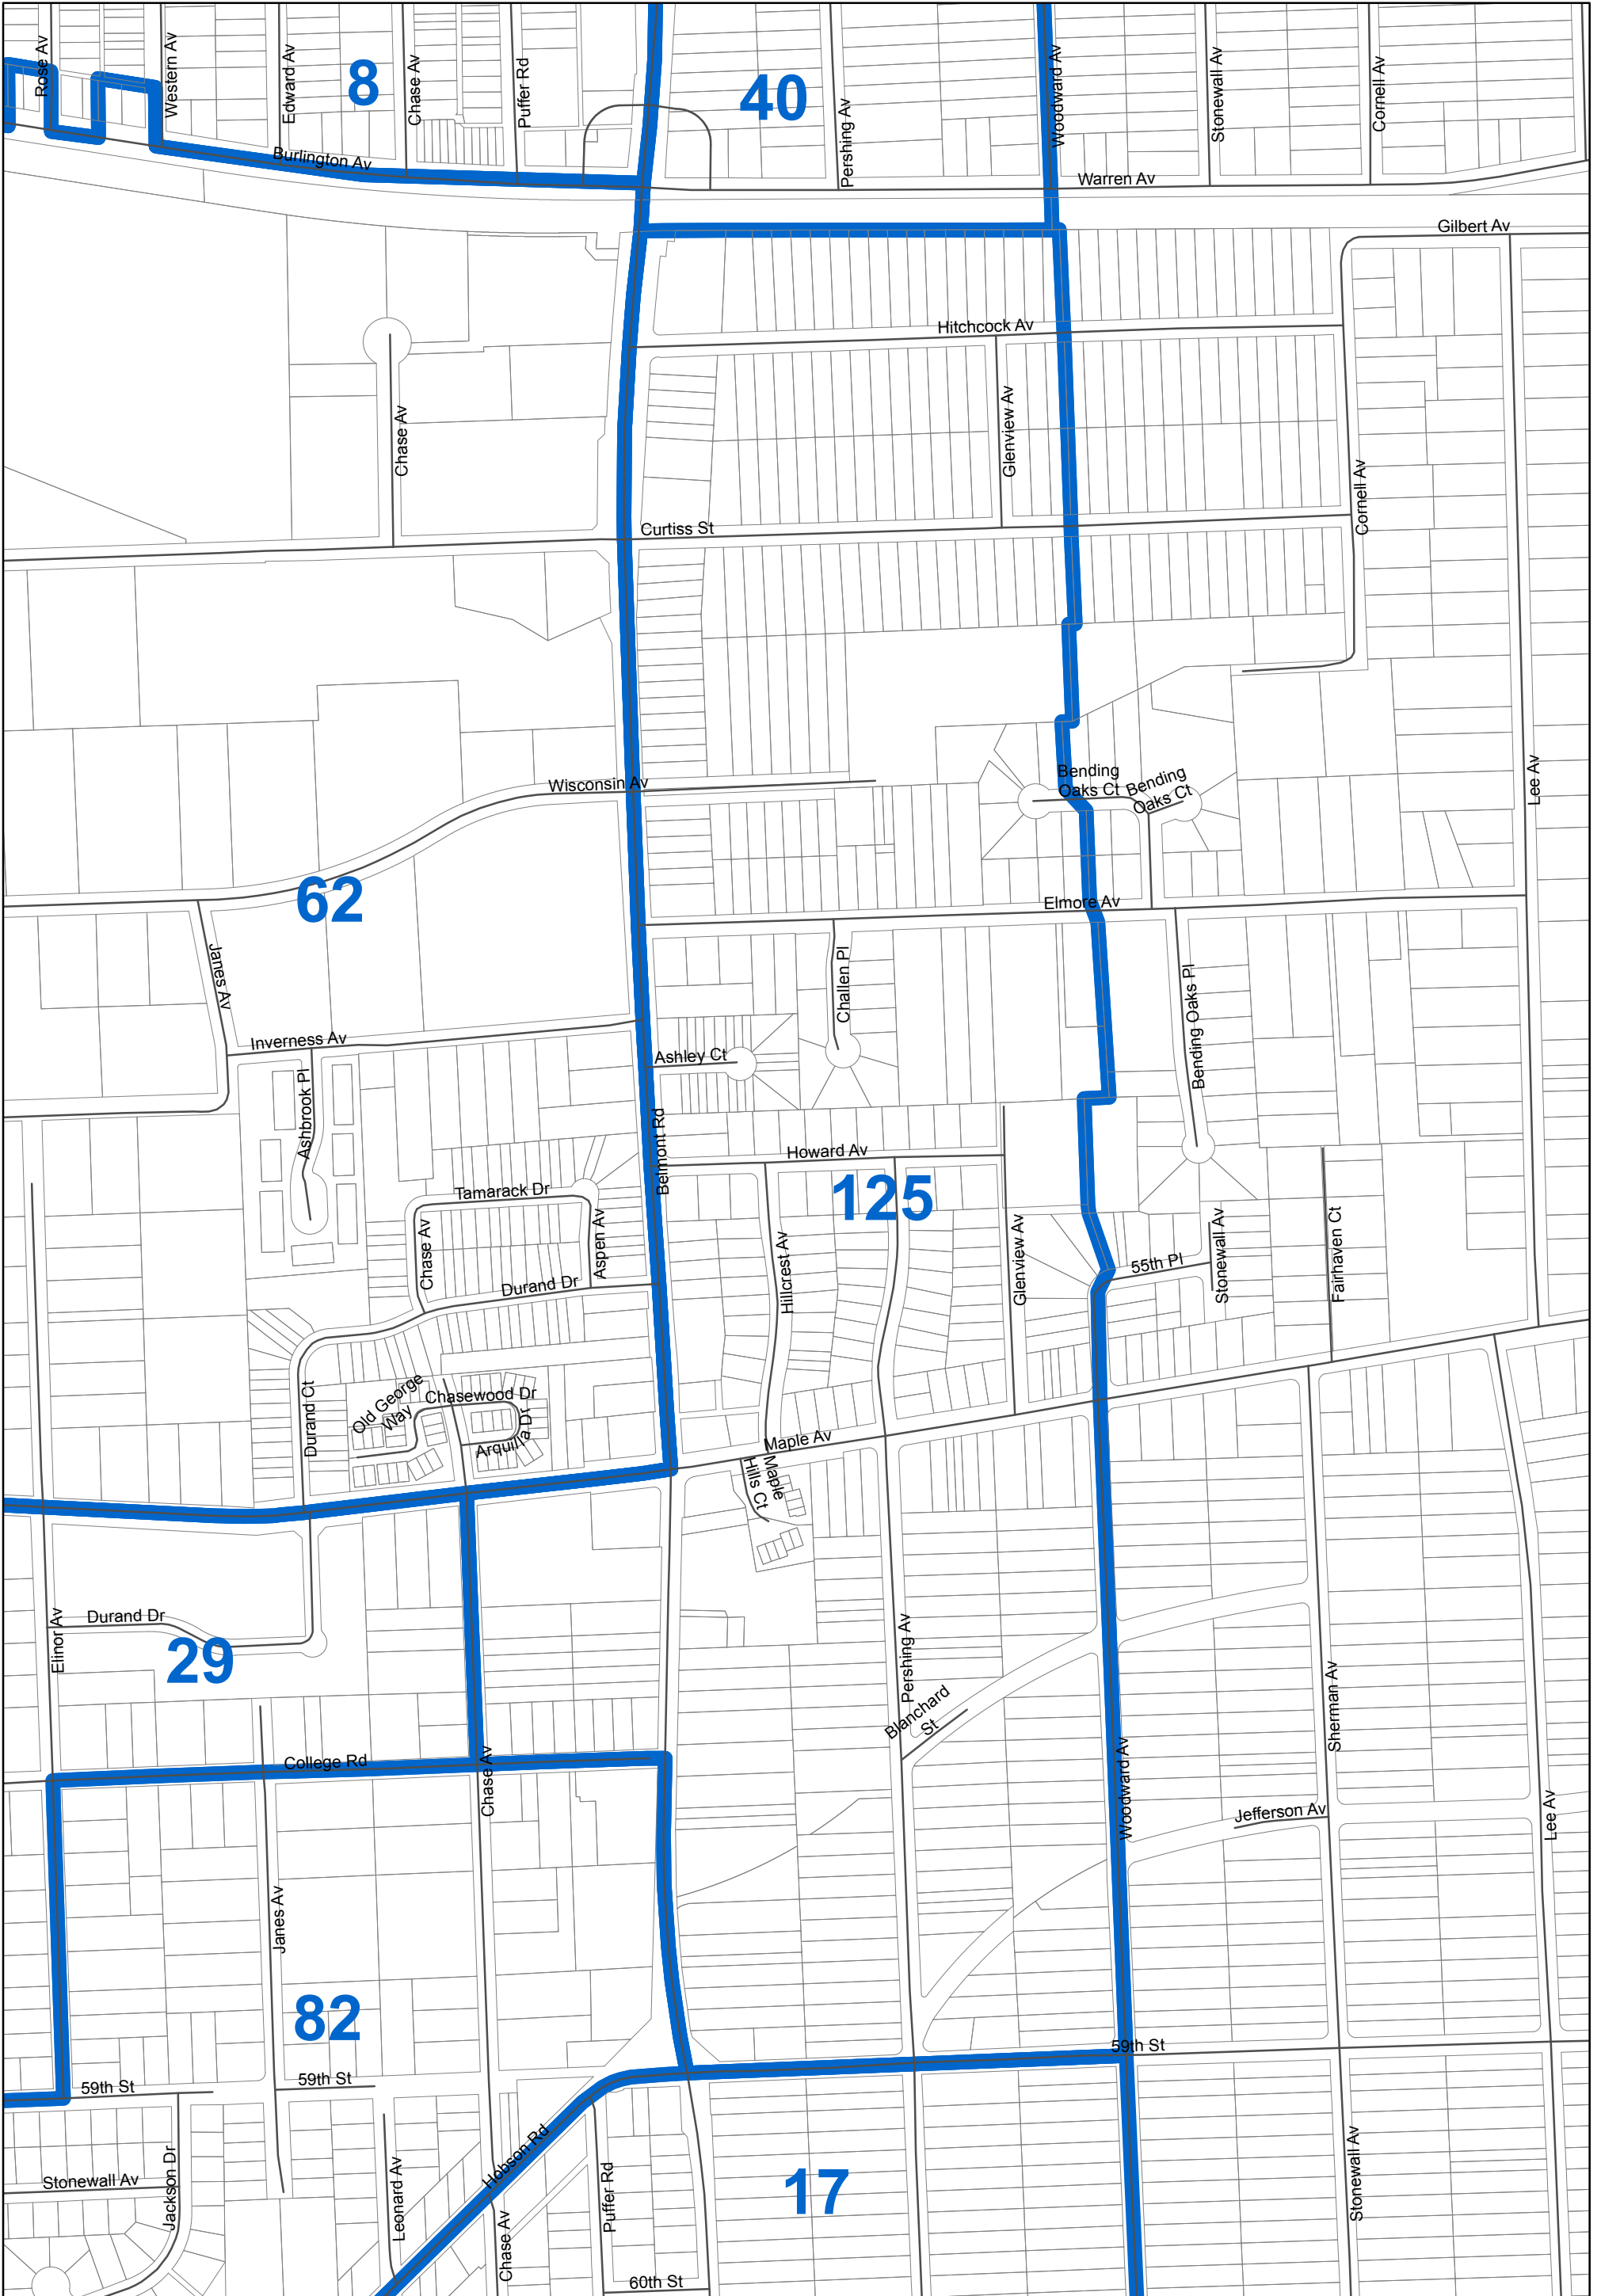 Rose Av
Western Av
Edward Av
8
Chase Av
Puffer Rd
40
Pershing Av
Woodward Av
Stonewall Av
Cornell Av
Burlington Av
Warren Av
Gilbert Av
Hitchcock Av
Chase Av
Glenview Av
Cornell Av
Curtiss St
Wisconsin Av
Bending
Oaks Ct
Bending
Oaks Ct
Lee Av
62
Elmore Av
Janes Av
Challen Pl
Bending Oaks Pl
Inverness Av
Ashley Ct
Ashbrook Pl
Belmont Rd
Howard Av
125
Tamarack Dr
Chase Av
Aspen Av
Hillcrest Av
Glenview Av
Stonewall Av
Fairhaven Ct
55th Pl
Durand Dr
Durand Ct
Old George
Way
Chasewood Dr
Arquilla Dr
Maple Av
Maple
Hills Ct
Elinor Av
Durand Dr
29
Pershing Av
Blanchard
St
Sherman Av
College Rd
Chase Av
Woodward Av
Jefferson Av
Lee Av
Janes Av
82
59th St
59th St
59th St
Hobson Rd
Stonewall Av
Jackson Dr
Leonard Av
Chase Av
Puffer Rd
17
Stonewall Av
60th St